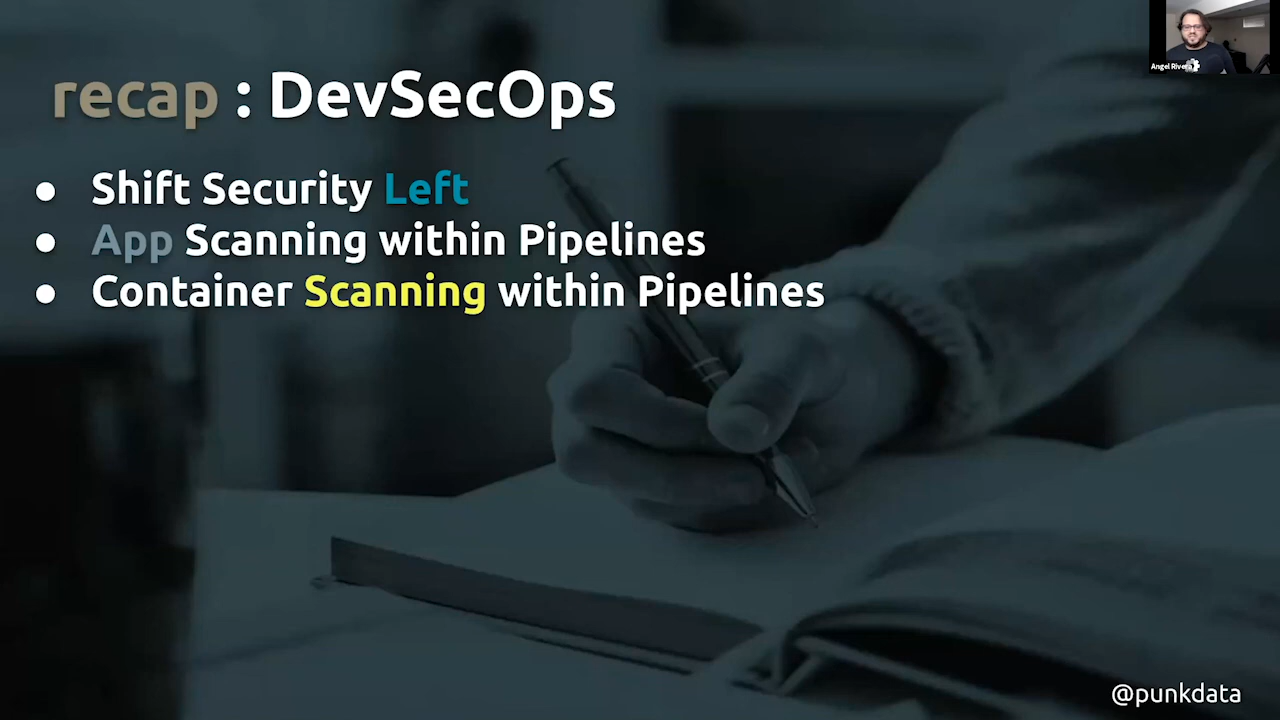 recap : DevSecOps
● Shift Security Left
● App Scanning within Pipelines
● Container Scanning within Pipelines
Angel Rivera
@punkdata